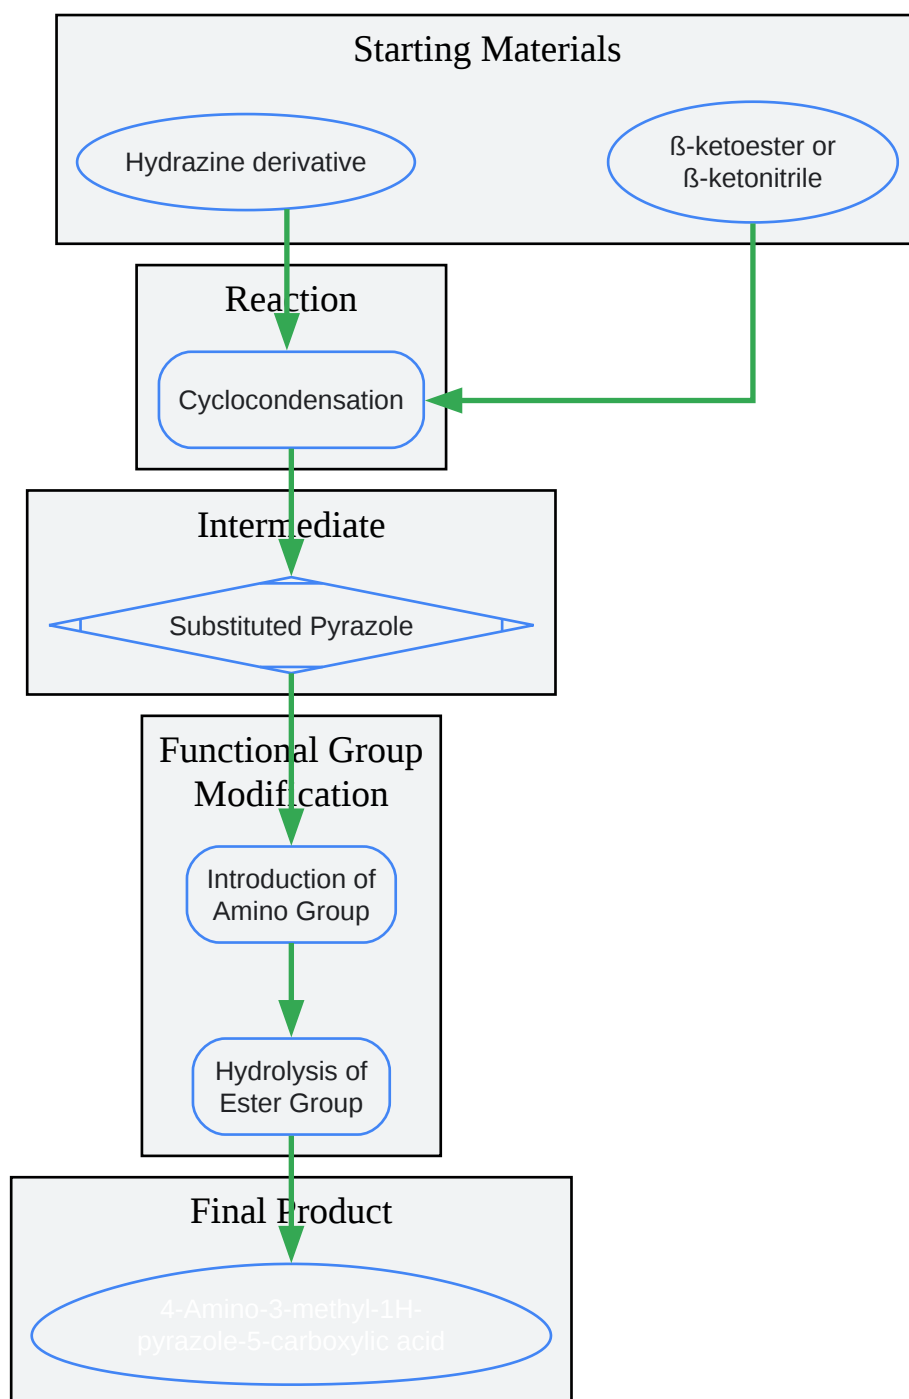 Starting Materials
Hydrazine derivative
ß-ketoester or
ß-ketonitrile
Reaction
Cyclocondensation
Intermediate
Substituted Pyrazole
Functional Group
Modification
Introduction of
Amino Group
Hydrolysis of
Ester Group
Final Product
4-Amino-3-methyl-1H-
pyrazole-5-carboxylic acid